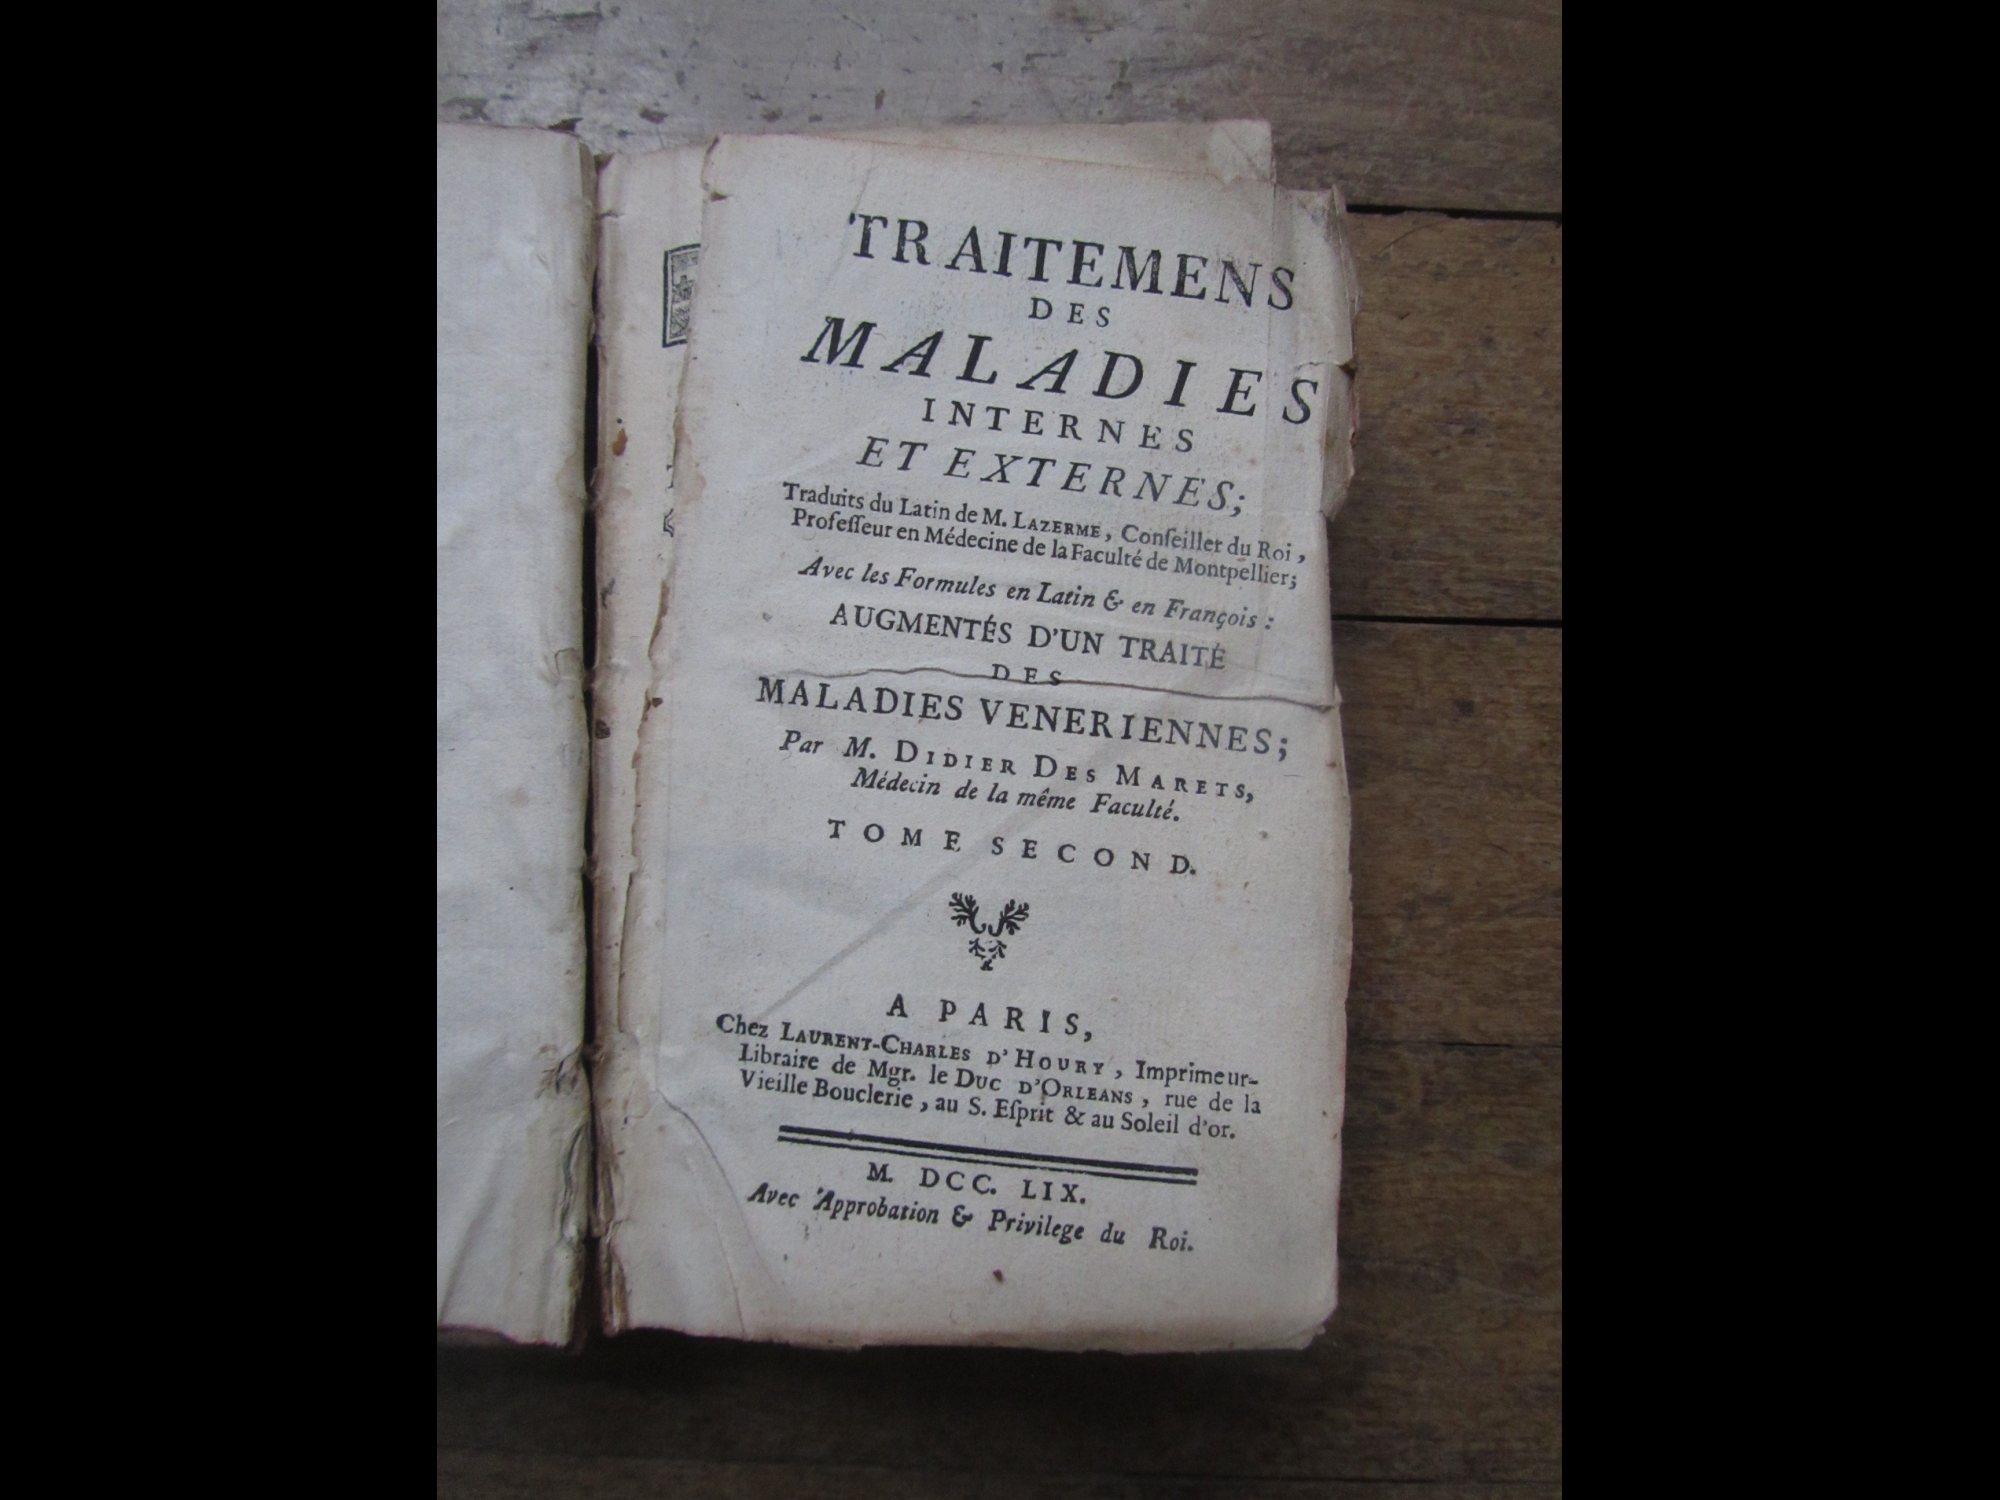 TRAITEMENS
DES
MALADIES
INTERNES
ET EXTERNES;
Traduits du Latin de M. LAZERME, Conſeiller du Roi,
Profeſſeur en Médecine de la Faculté de Montpellier;
Avec les Formules en Latin & en François :
AUGMENTÉS D'UN TRAITÉ
DES
MALADIES VENERIENNES;
Par M. DIDIER DES MARETS,
Médecin de la même Faculté.
TOME SECOND.
A PARIS,
Chez LAURENT-CHARLES D'HOURY, Imprimeur-
Libraire de Mgr. le DUC D'ORLEANS, rue de la
Vieille Bouclerie, au S. Eſprit & au Soleil d'or.
M. DCC. LIX.
Avec Approbation & Privilege du Roi.